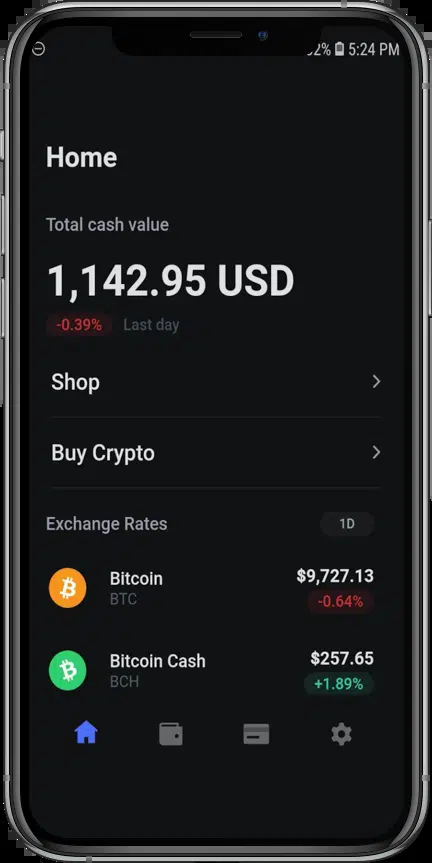 2% 5:24 PM
Home
Total cash value
1,142.95 USD
-0.39% Last day
Shop
Buy Crypto
Exchange Rates 1D
Bitcoin $9,727.13
BTC -0.64%
Bitcoin Cash $257.65
BCH +1.89%